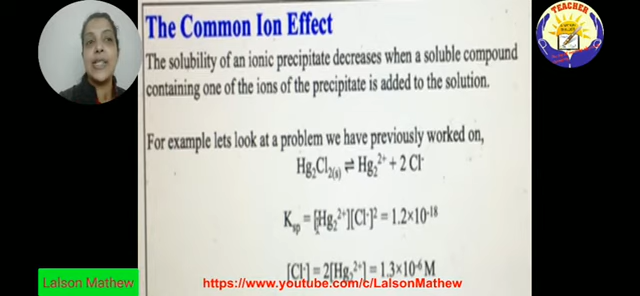 The Common Ion Effect
TEACHER
The solubility of an ionic precipitate decreases when a soluble compound
containing one of the ions of the precipitate is added to the solution.
For example lets look at a problem we have previously worked on,
Hg₂Cl₂₍s₎ ⇌ Hg₂²⁺ + 2 Cl⁻
Ksp = [Hg₂²⁺][Cl⁻]² = 1.2×10⁻¹⁸
[Cl⁻] = 2[Hg₂²⁺] = 1.3×10⁻⁶ M
Lalson Mathew
https://www.youtube.com/c/LalsonMathew